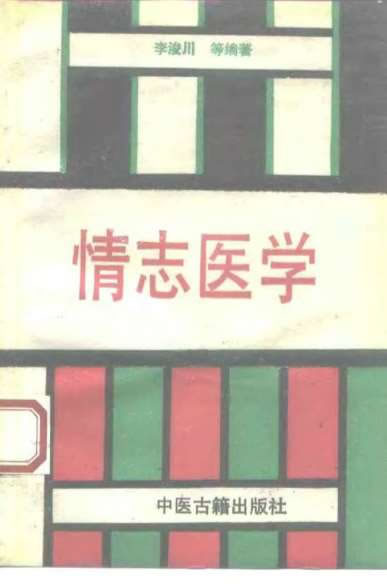 李浚川 等编著
情志医学
中医古籍出版社